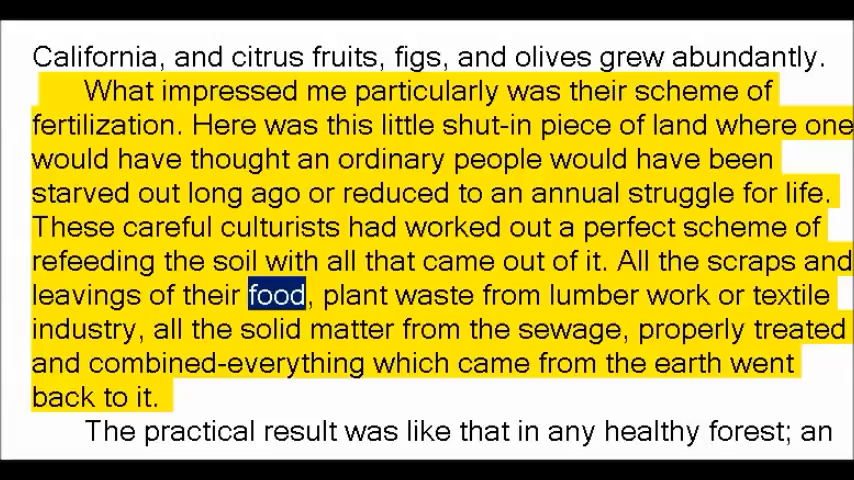 California, and citrus fruits, figs, and olives grew abundantly.
What impressed me particularly was their scheme of
fertilization. Here was this little shut-in piece of land where one
would have thought an ordinary people would have been
starved out long ago or reduced to an annual struggle for life.
These careful culturists had worked out a perfect scheme of
refeeding the soil with all that came out of it. All the scraps and
leavings of their food, plant waste from lumber work or textile
industry, all the solid matter from the sewage, properly treated
and combined-everything which came from the earth went
back to it.
The practical result was like that in any healthy forest; an